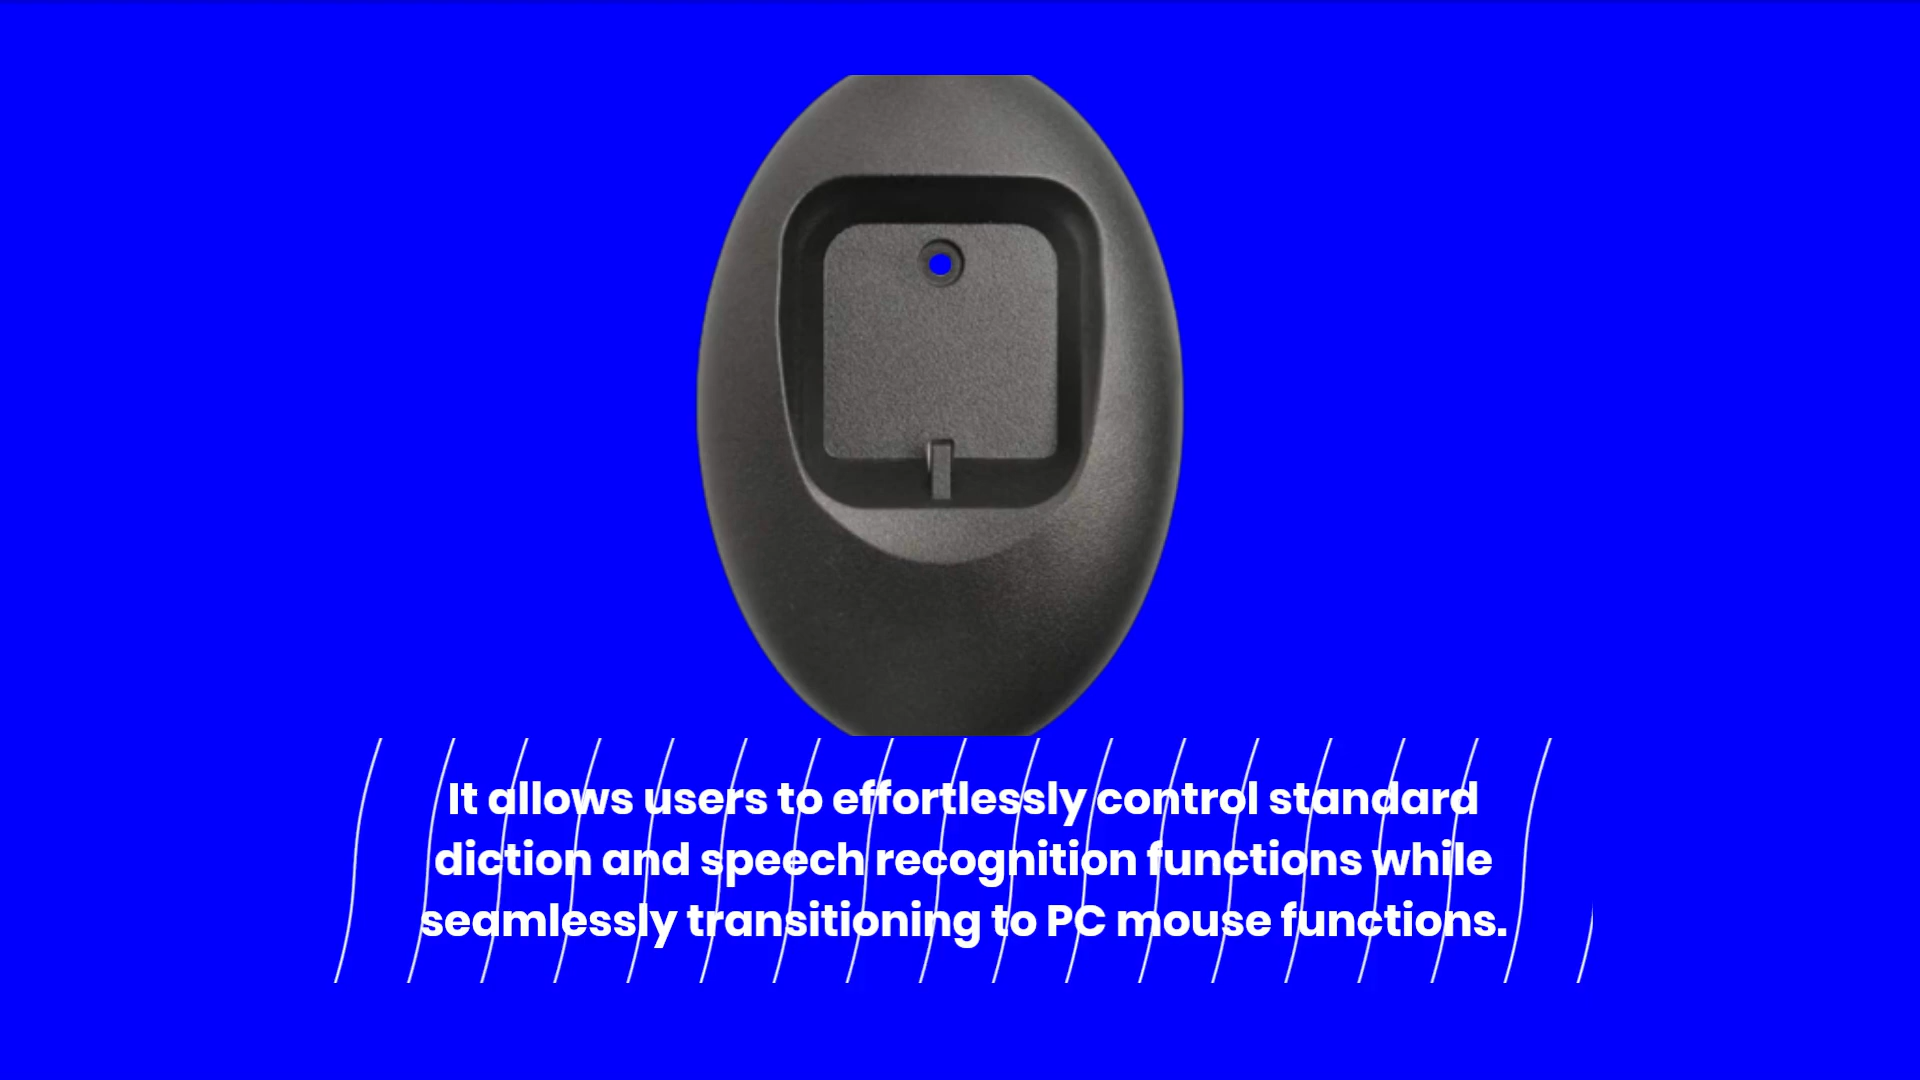 It allows users to effortlessly control standard
diction and speech recognition functions while
seamlessly transitioning to PC mouse functions.